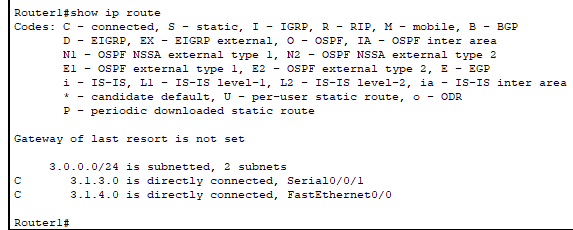 Router1#show ip route
Codes: C - connected, S - static, I - IGRP, R - RIP, M - mobile, B - BGP
       D - EIGRP, EX - EIGRP external, O - OSPF, IA - OSPF inter area
       N1 - OSPF NSSA external type 1, N2 - OSPF NSSA external type 2
       E1 - OSPF external type 1, E2 - OSPF external type 2, E - EGP
       i - IS-IS, L1 - IS-IS level-1, L2 - IS-IS level-2, ia - IS-IS inter area
       * - candidate default, U - per-user static route, o - ODR
       P - periodic downloaded static route
Gateway of last resort is not set
     3.0.0.0/24 is subnetted, 2 subnets
C       3.1.3.0 is directly connected, Serial0/0/1
C       3.1.4.0 is directly connected, FastEthernet0/0
Router1#